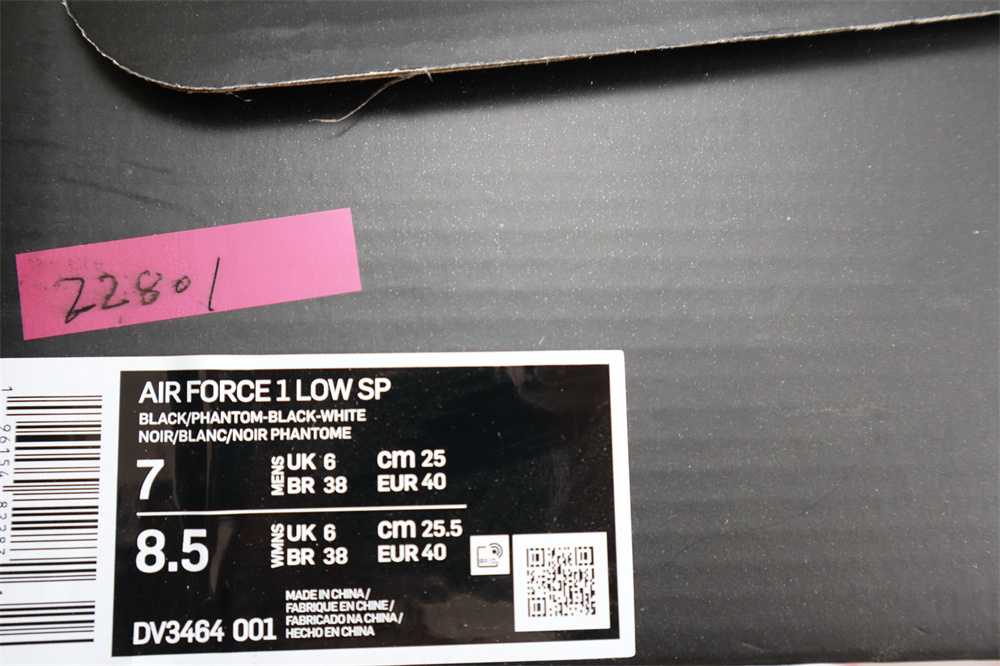 22801
AIR FORCE 1 LOW SP
BLACK/PHANTOM-BLACK-WHITE
NOIR/BLANC/NOIR PHANTOME
7 MENS UK 6 cm 25
BR 38 EUR 40
8.5 WMNS UK 6 cm 25.5
BR 38 EUR 40
MADE IN CHINA/
FABRIQUE EN CHINE/
FABRICADO NA CHINA/
HECHO EN CHINA
DV3464 001